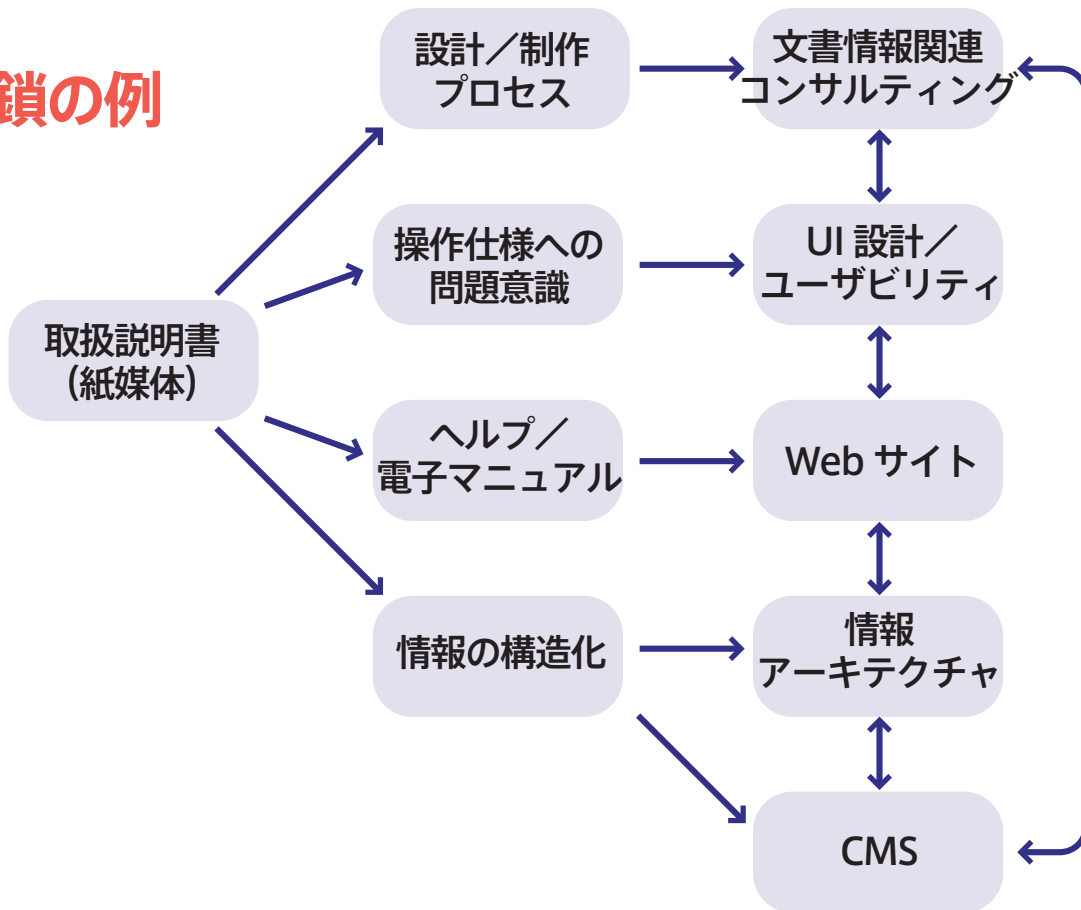 鎖の例
設計／制作
プロセス
文書情報関連
コンサルティング
操作仕様への
問題意識
UI 設計／
ユーザビリティ
取扱説明書
（紙媒体）
ヘルプ／
電子マニュアル
Web サイト
情報の構造化
情報
アーキテクチャ
CMS